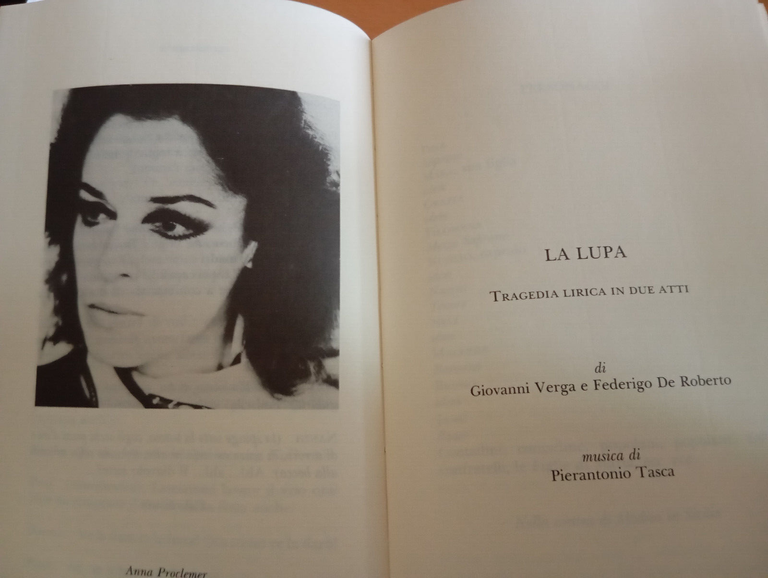 Anna Proclemer
LA LUPA
TRAGEDIA LIRICA IN DUE ATTI
di
Giovanni Verga e Federigo De Roberto
musica di
Pierantonio Tasca